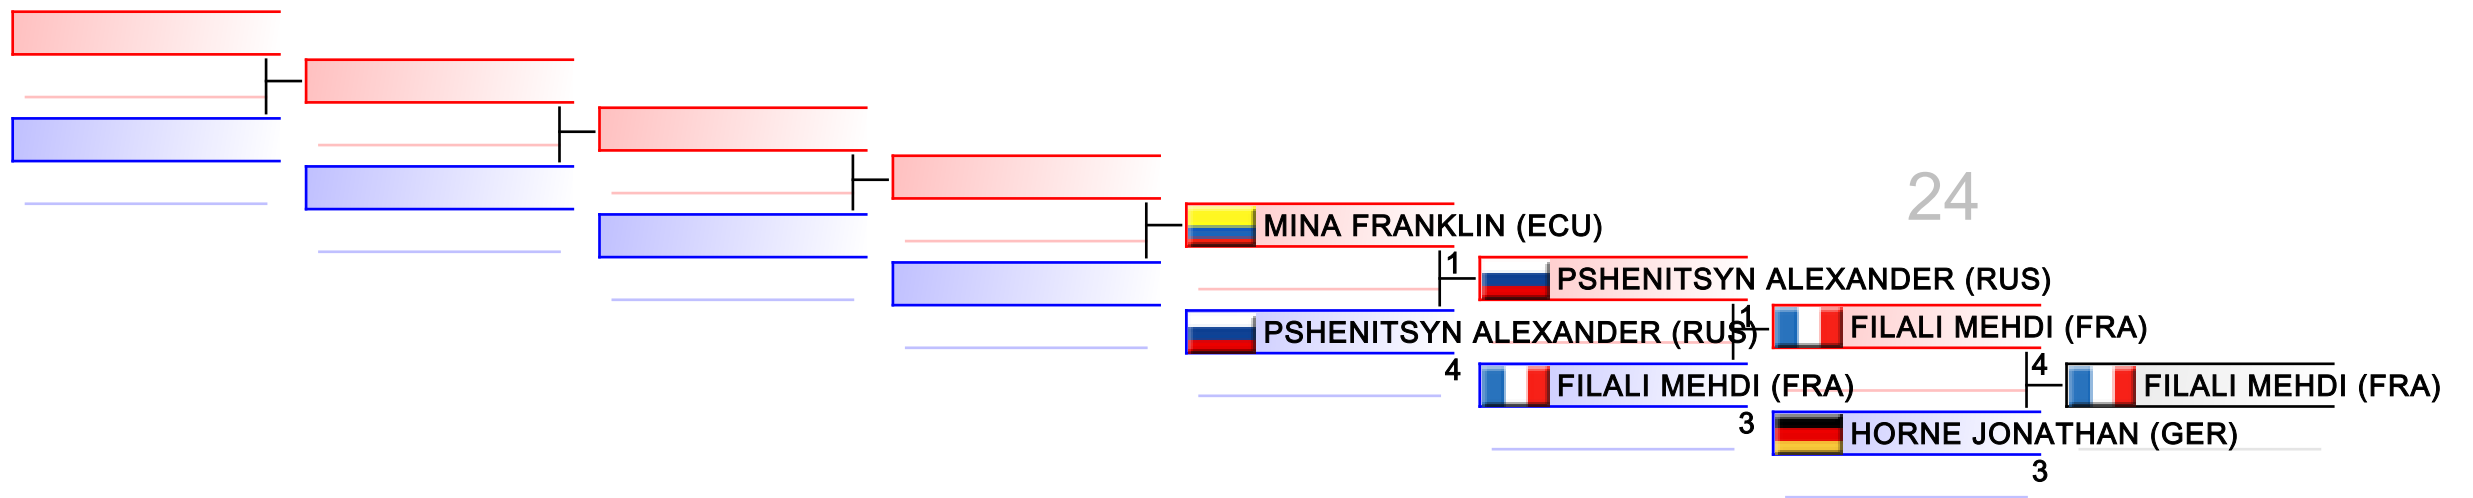 24
MINA FRANKLIN (ECU)
1
PSHENITSYN ALEXANDER (RUS)
PSHENITSYN ALEXANDER (RUS)
4
1
FILALI MEHDI (FRA)
FILALI MEHDI (FRA)
3
4
FILALI MEHDI (FRA)
HORNE JONATHAN (GER)
3